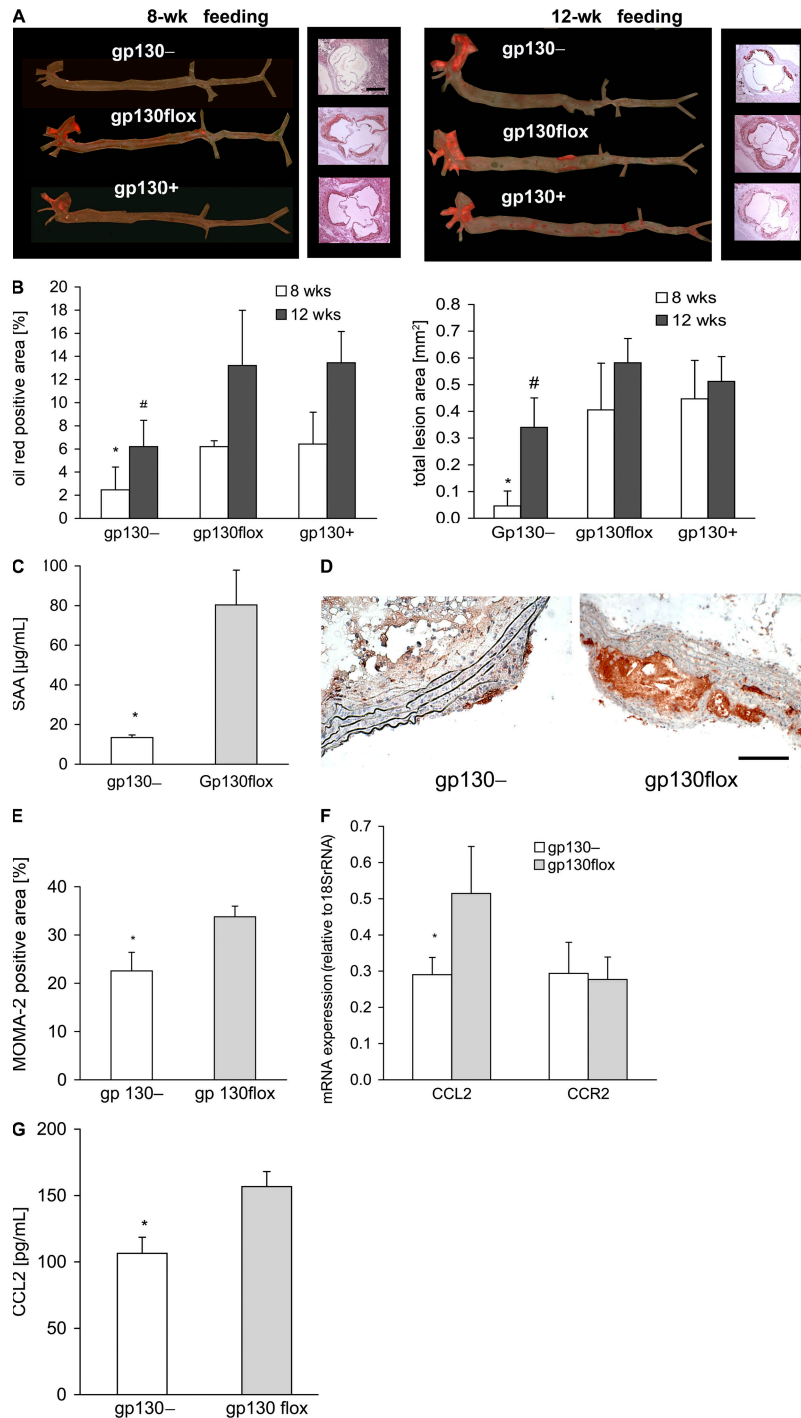 A
8-wk feeding
12-wk feeding
gp130–
gp130flox
gp130+
gp130–
gp130flox
gp130+
B
oil red positive area [%]
20
18
16
14
12
10
8
6
4
2
0
8 wks
12 wks
*
#
gp130–
gp130flox
gp130+
total lesion area [mm²]
0.8
0.7
0.6
0.5
0.4
0.3
0.2
0.1
0.0
8 wks
12 wks
*
#
Gp130–
gp130flox
gp130+
C
SAA [µg/mL]
100
80
60
40
20
0
*
gp130–
Gp130flox
D
gp130–
gp130flox
E
MOMA-2 positive area [%]
40
30
20
10
0
*
gp 130–
gp 130flox
F
mRNA experession (relative to 18SrRNA)
0.7
0.6
0.5
0.4
0.3
0.2
0.1
0.0
gp130–
gp130flox
*
CCL2
CCR2
G
CCL2 [pg/mL]
200
150
100
50
0
*
gp130–
gp130 flox